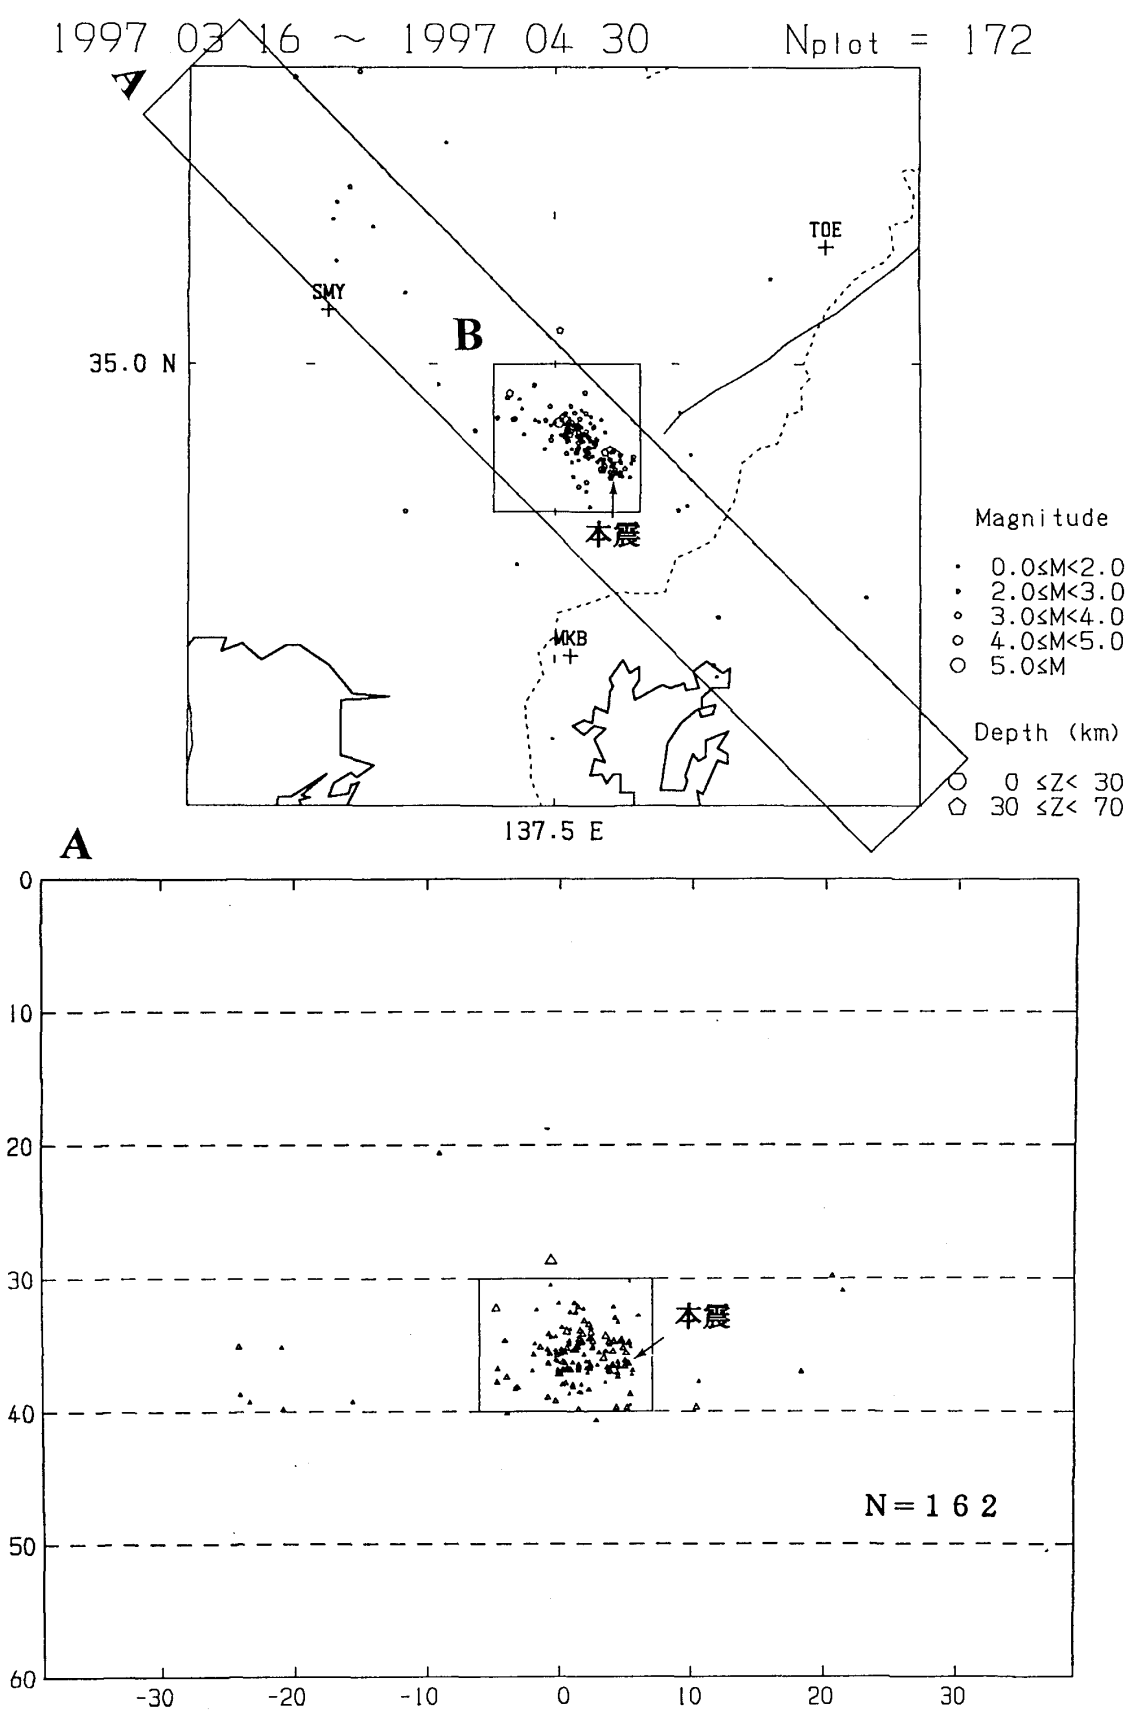 1997 03 16 ~ 1997 04 30 Nplot = 172
A
TOE
SMY
B
35.0 N
本震
Magnitude
0.0≤M<2.0
2.0≤M<3.0
3.0≤M<4.0
4.0≤M<5.0
5.0≤M
MKB
Depth (km)
0 ≤Z< 30
30 ≤Z< 70
137.5 E
A
0
10
20
30
本震
40
N=162
50
60
-30 -20 -10 0 10 20 30